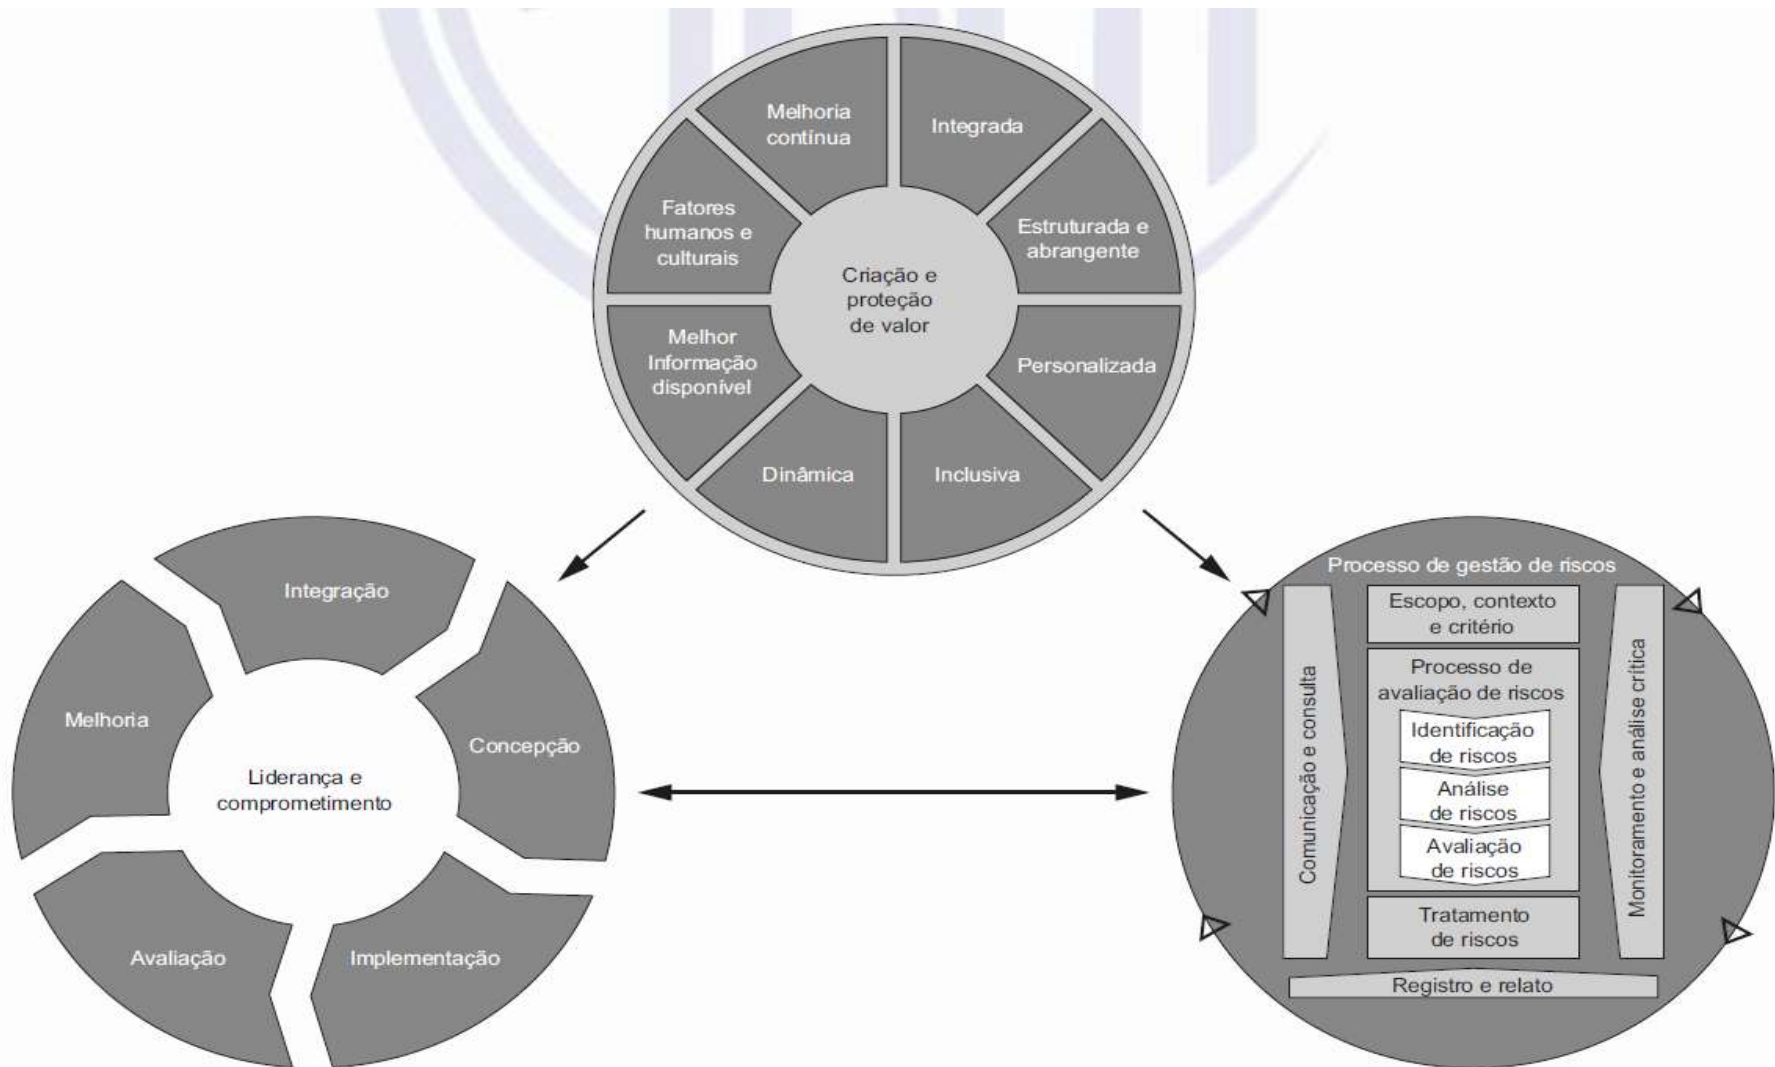 Melhoria
contínua
Integrada
Estruturada e
abrangente
Personalizada
Inclusiva
Dinâmica
Melhor
Informação
disponível
Fatores
humanos e
culturais
Criação e
proteção
de valor
Integração
Concepção
Implementação
Avaliação
Melhoria
Liderança e
comprometimento
Processo de gestão de riscos
Escopo, contexto
e critério
Processo de
avaliação de riscos
Identificação
de riscos
Análise
de riscos
Avaliação
de riscos
Tratamento
de riscos
Comunicação e consulta
Monitoramento e análise crítica
Registro e relato